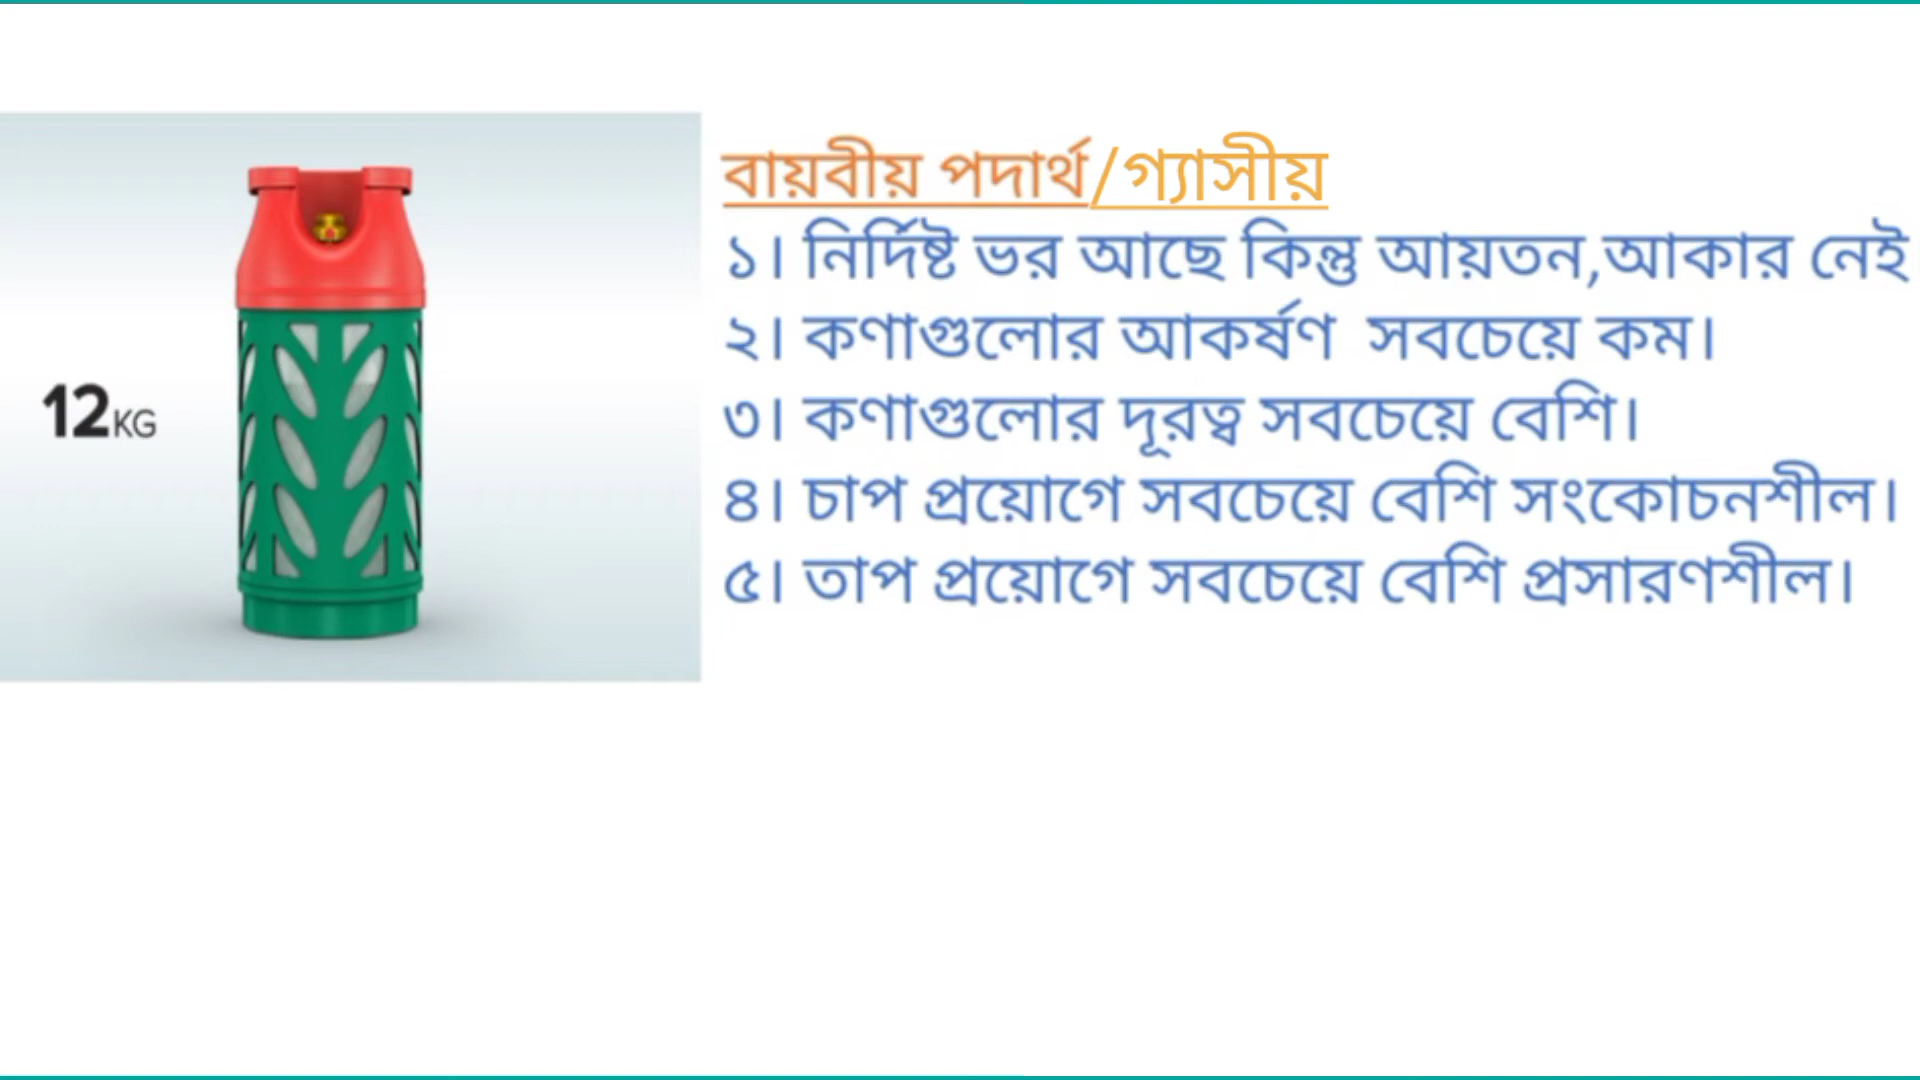 12KG
বায়বীয় পদার্থ/গ্যাসীয়
১। নির্দিষ্ট ভর আছে কিন্তু আয়তন,আকার নেই
২। কণাগুলোর আকর্ষণ সবচেয়ে কম।
৩। কণাগুলোর দূরত্ব সবচেয়ে বেশি।
৪। চাপ প্রয়োগে সবচেয়ে বেশি সংকোচনশীল।
৫। তাপ প্রয়োগে সবচেয়ে বেশি প্রসারণশীল।